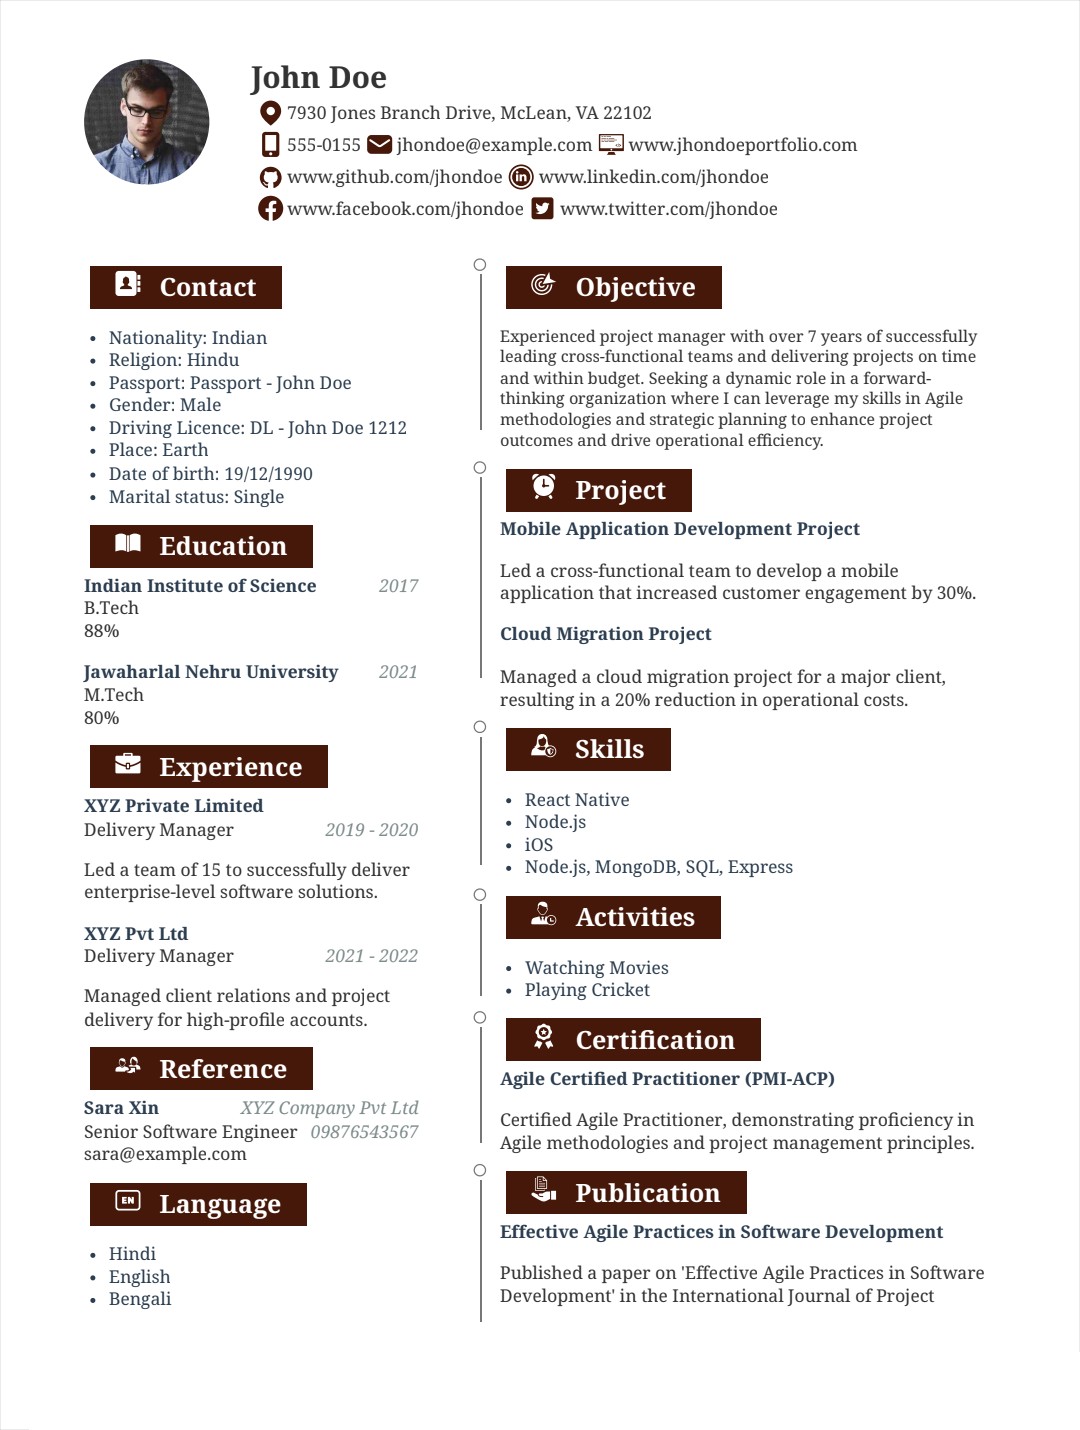 John Doe
7930 Jones Branch Drive, McLean, VA 22102
555-0155 jhondoe@example.com www.jhondoeportfolio.com
www.github.com/jhondoe www.linkedin.com/jhondoe
www.facebook.com/jhondoe www.twitter.com/jhondoe
Contact
• Nationality: Indian
• Religion: Hindu
• Passport: Passport - John Doe
• Gender: Male
• Driving Licence: DL - John Doe 1212
• Place: Earth
• Date of birth: 19/12/1990
• Marital status: Single
Education
Indian Institute of Science 2017
B.Tech
88%
Jawaharlal Nehru University 2021
M.Tech
80%
Experience
XYZ Private Limited
Delivery Manager 2019 - 2020
Led a team of 15 to successfully deliver
enterprise-level software solutions.
XYZ Pvt Ltd
Delivery Manager 2021 - 2022
Managed client relations and project
delivery for high-profile accounts.
Reference
Sara Xin XYZ Company Pvt Ltd
Senior Software Engineer 09876543567
sara@example.com
EN Language
• Hindi
• English
• Bengali
Objective
Experienced project manager with over 7 years of successfully
leading cross-functional teams and delivering projects on time
and within budget. Seeking a dynamic role in a forward-
thinking organization where I can leverage my skills in Agile
methodologies and strategic planning to enhance project
outcomes and drive operational efficiency.
Project
Mobile Application Development Project
Led a cross-functional team to develop a mobile
application that increased customer engagement by 30%.
Cloud Migration Project
Managed a cloud migration project for a major client,
resulting in a 20% reduction in operational costs.
Skills
• React Native
• Node.js
• iOS
• Node.js, MongoDB, SQL, Express
Activities
• Watching Movies
• Playing Cricket
Certification
Agile Certified Practitioner (PMI-ACP)
Certified Agile Practitioner, demonstrating proficiency in
Agile methodologies and project management principles.
Publication
Effective Agile Practices in Software Development
Published a paper on 'Effective Agile Practices in Software
Development' in the International Journal of Project